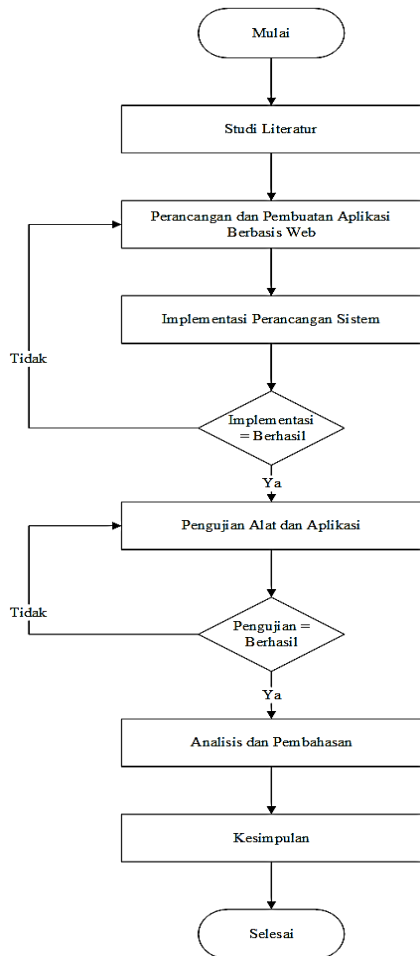 Mulai
Studi Literatur
Perancangan dan Pembuatan Aplikasi
Berbasis Web
Implementasi Perancangan Sistem
Tidak
Implementasi
= Berhasil
Ya
Pengujian Alat dan Aplikasi
Tidak
Pengujian =
Berhasil
Ya
Analisis dan Pembahasan
Kesimpulan
Selesai